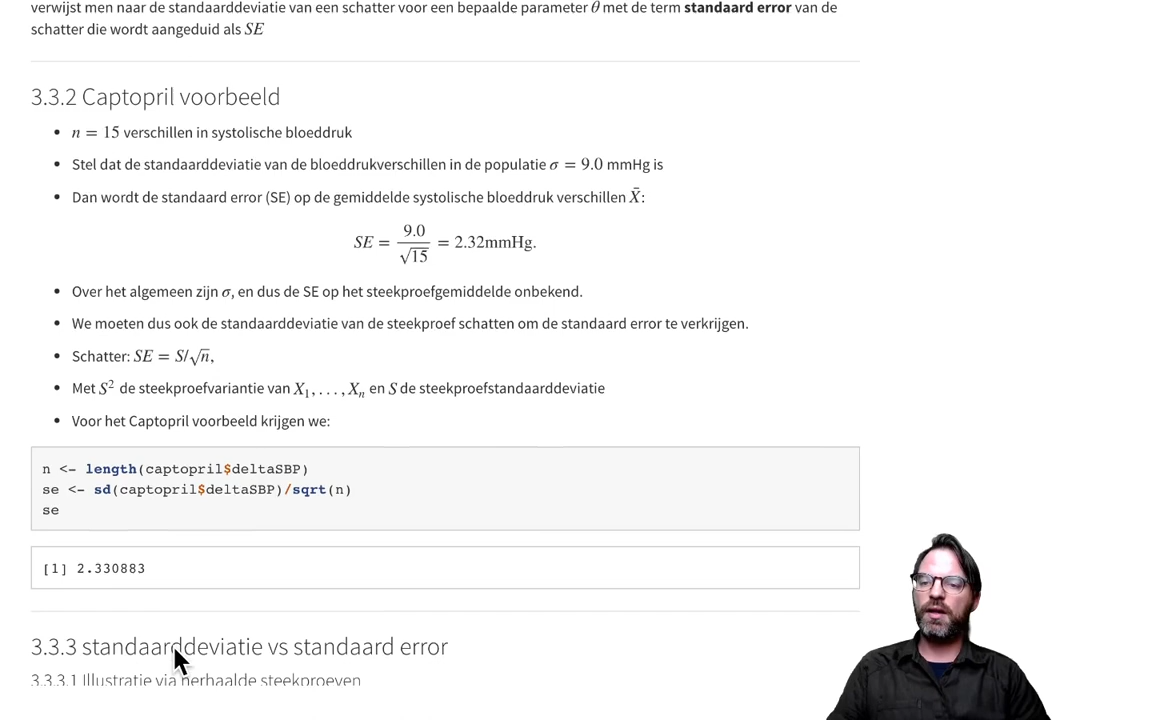 verwijst men naar de standaarddeviatie van een schatter voor een bepaalde parameter θ met de term standaard error van de
schatter die wordt aangeduid als SE
3.3.2 Captopril voorbeeld
• n = 15 verschillen in systolische bloeddruk
• Stel dat de standaarddeviatie van de bloeddrukverschillen in de populatie σ = 9.0 mmHg is
• Dan wordt de standard error (SE) op de gemiddelde systolische bloeddruk verschillen X̄:
SE = 9.0/√15 = 2.32mmHg.
• Over het algemeen zijn σ, en dus de SE op het steekproefgemiddelde onbekend.
• We moeten dus ook de standaarddeviatie van de steekproef schatten om de standard error te verkrijgen.
• Schatter: SE = S/√n,
• Met S² de steekproefvariantie van X₁, . . . , Xₙ en S de steekproefstandaarddeviatie
• Voor het Captopril voorbeeld krijgen we:
n <- length(captopril$deltaSBP)
se <- sd(captopril$deltaSBP)/sqrt(n)
se
[1] 2.330883
3.3.3 standaarddeviatie vs standard error
3.3.3.1 Illustratie via herhaalde steekproeven